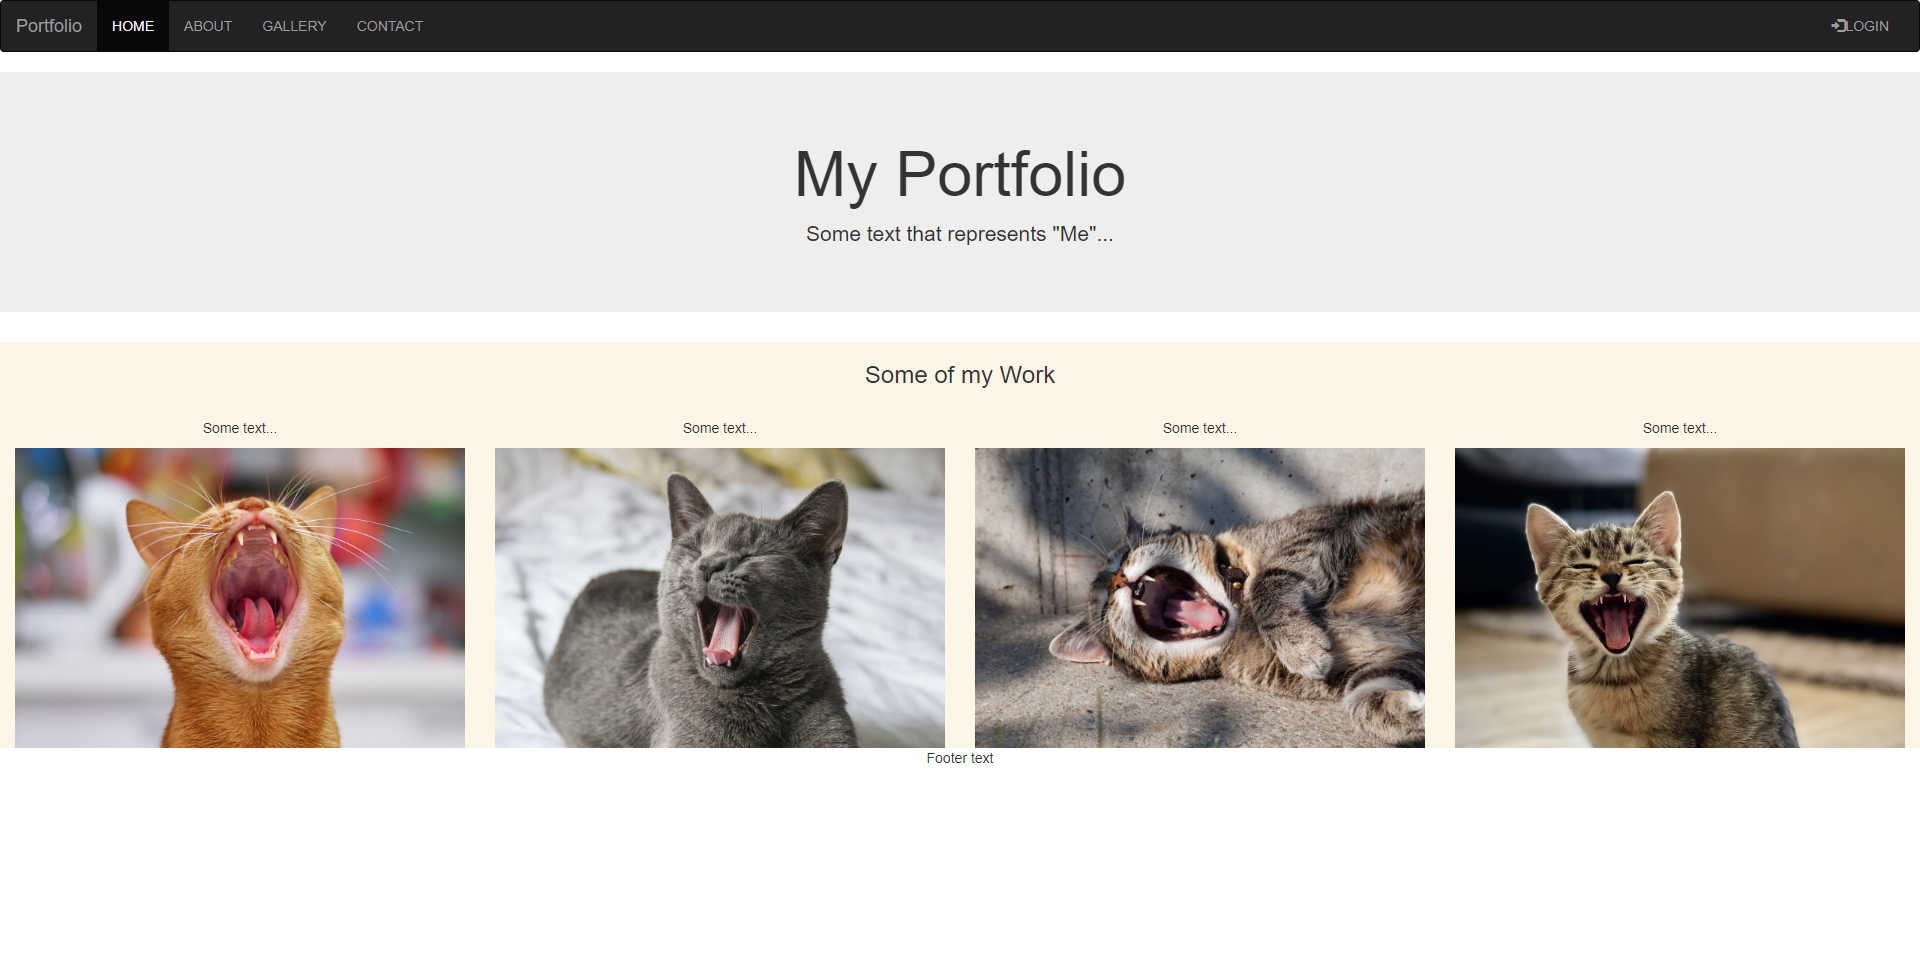 Portfolio HOME ABOUT GALLERY CONTACT LOGIN
My Portfolio
Some text that represents "Me"...
Some of my Work
Some text... Some text... Some text... Some text...
Footer text